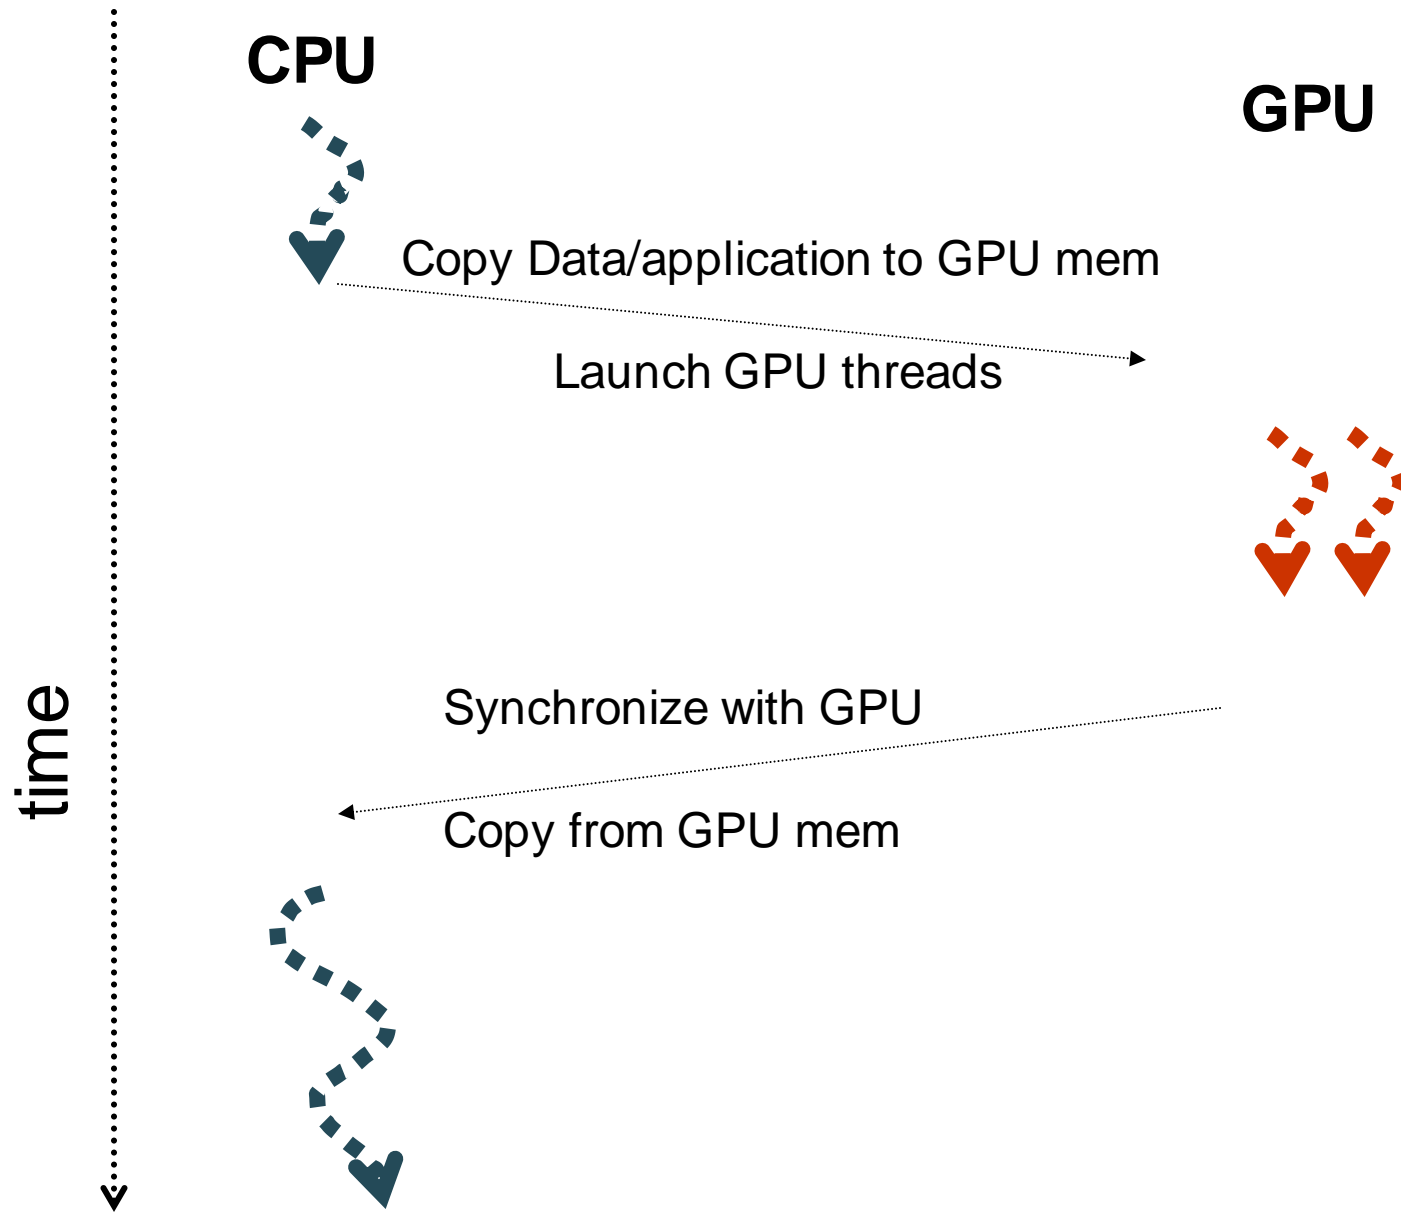 CPU
GPU
Copy Data/application to GPU mem
Launch GPU threads
time
Synchronize with GPU
Copy from GPU mem